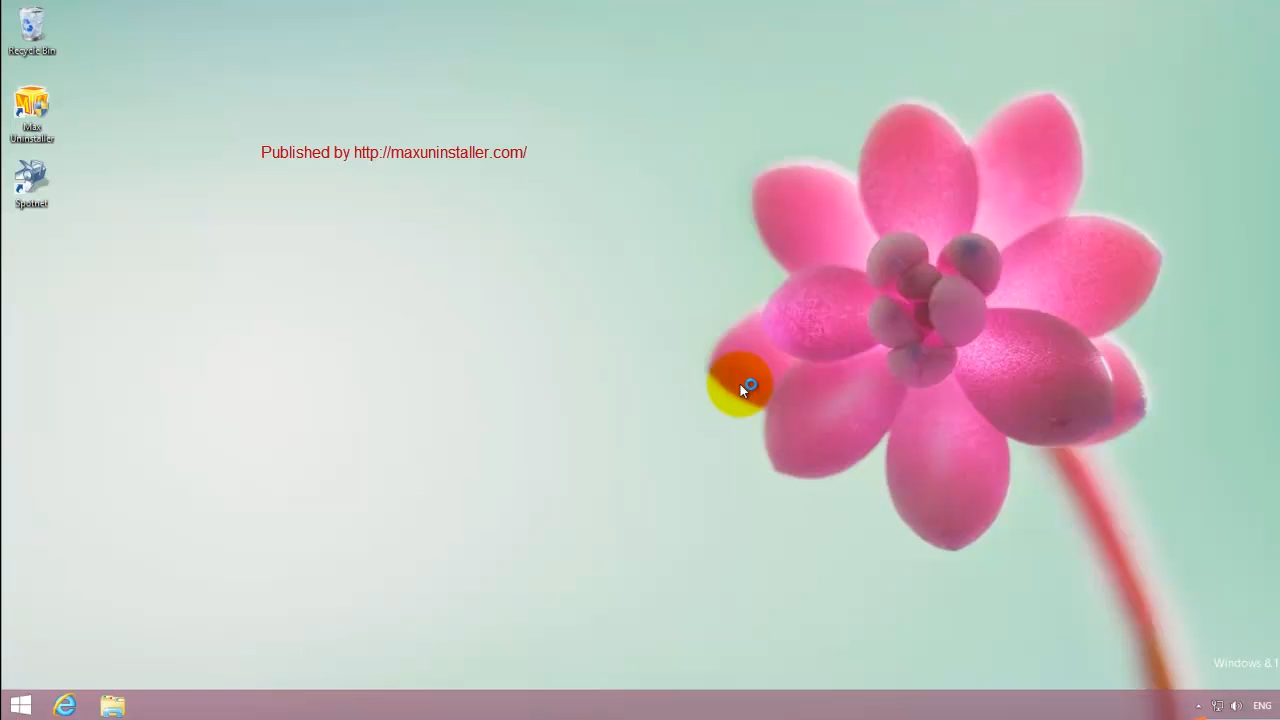 Recycle Bin
Max
Uninstaller
Spotnet
Published by http://maxuninstaller.com/
Windows 8.1
ENG